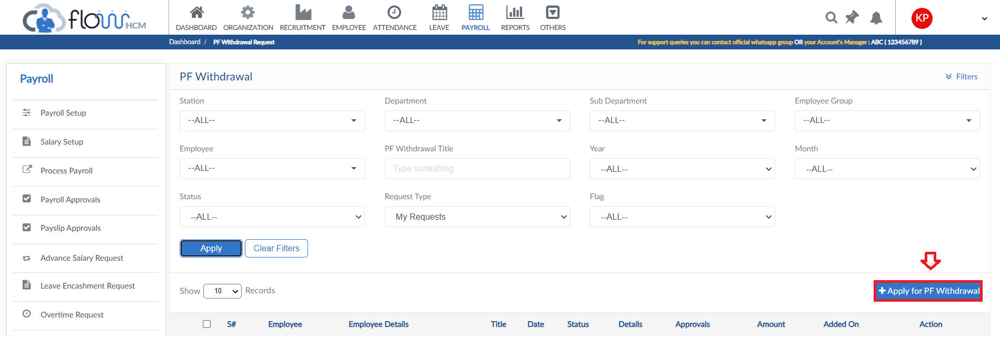 flowHCM
DASHBOARD ORGANIZATION RECRUITMENT EMPLOYEE ATTENDANCE LEAVE PAYROLL REPORTS OTHERS
KP
Dashboard / PF Withdrawal Request
For support queries you can contact official whatsapp group OR your Account's Manager : ABC ( 123456789 )
Payroll
Payroll Setup
Salary Setup
Process Payroll
Payroll Approvals
Payslip Approvals
Advance Salary Request
Leave Encashment Request
Overtime Request
PF Withdrawal
Filters
Station Department Sub Department Employee Group
--ALL-- --ALL-- --ALL-- --ALL--
Employee PF Withdrawal Title Year Month
--ALL-- Type something --ALL-- --ALL--
Status Request Type Flag
--ALL-- My Requests --ALL--
Apply Clear Filters
Show 10 Records
+ Apply for PF Withdrawal
S# Employee Employee Details Title Date Status Details Approvals Amount Added On Action